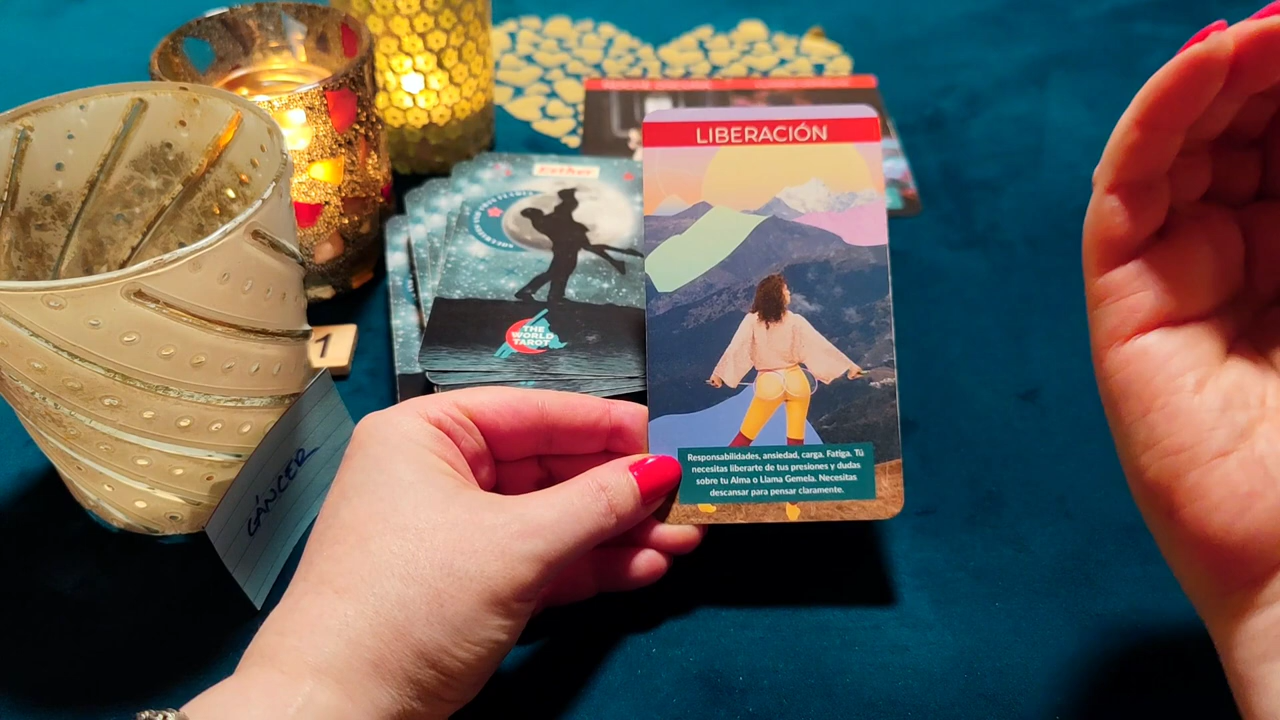 LIBERACIÓN
Esther
THE
WORLD
TAROT
1
CÁNCER
Responsabilidades, ansiedad, carga. Fatiga. Tú
necesitas liberarte de tus presiones y dudas
sobre tu Alma o Llama Gemela. Necesitas
descansar para pensar claramente.